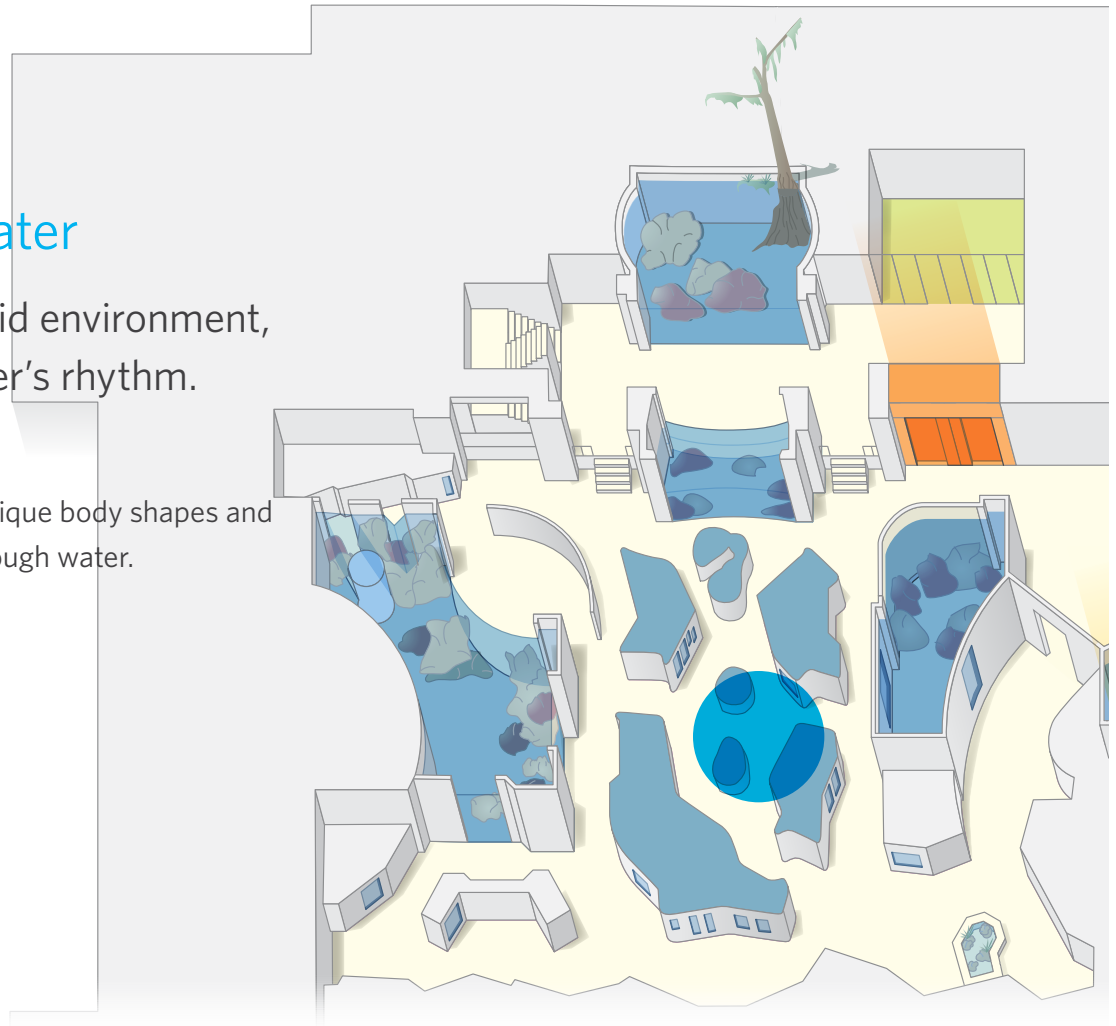 ater
id environment,
er’s rhythm.
ique body shapes and
ough water.